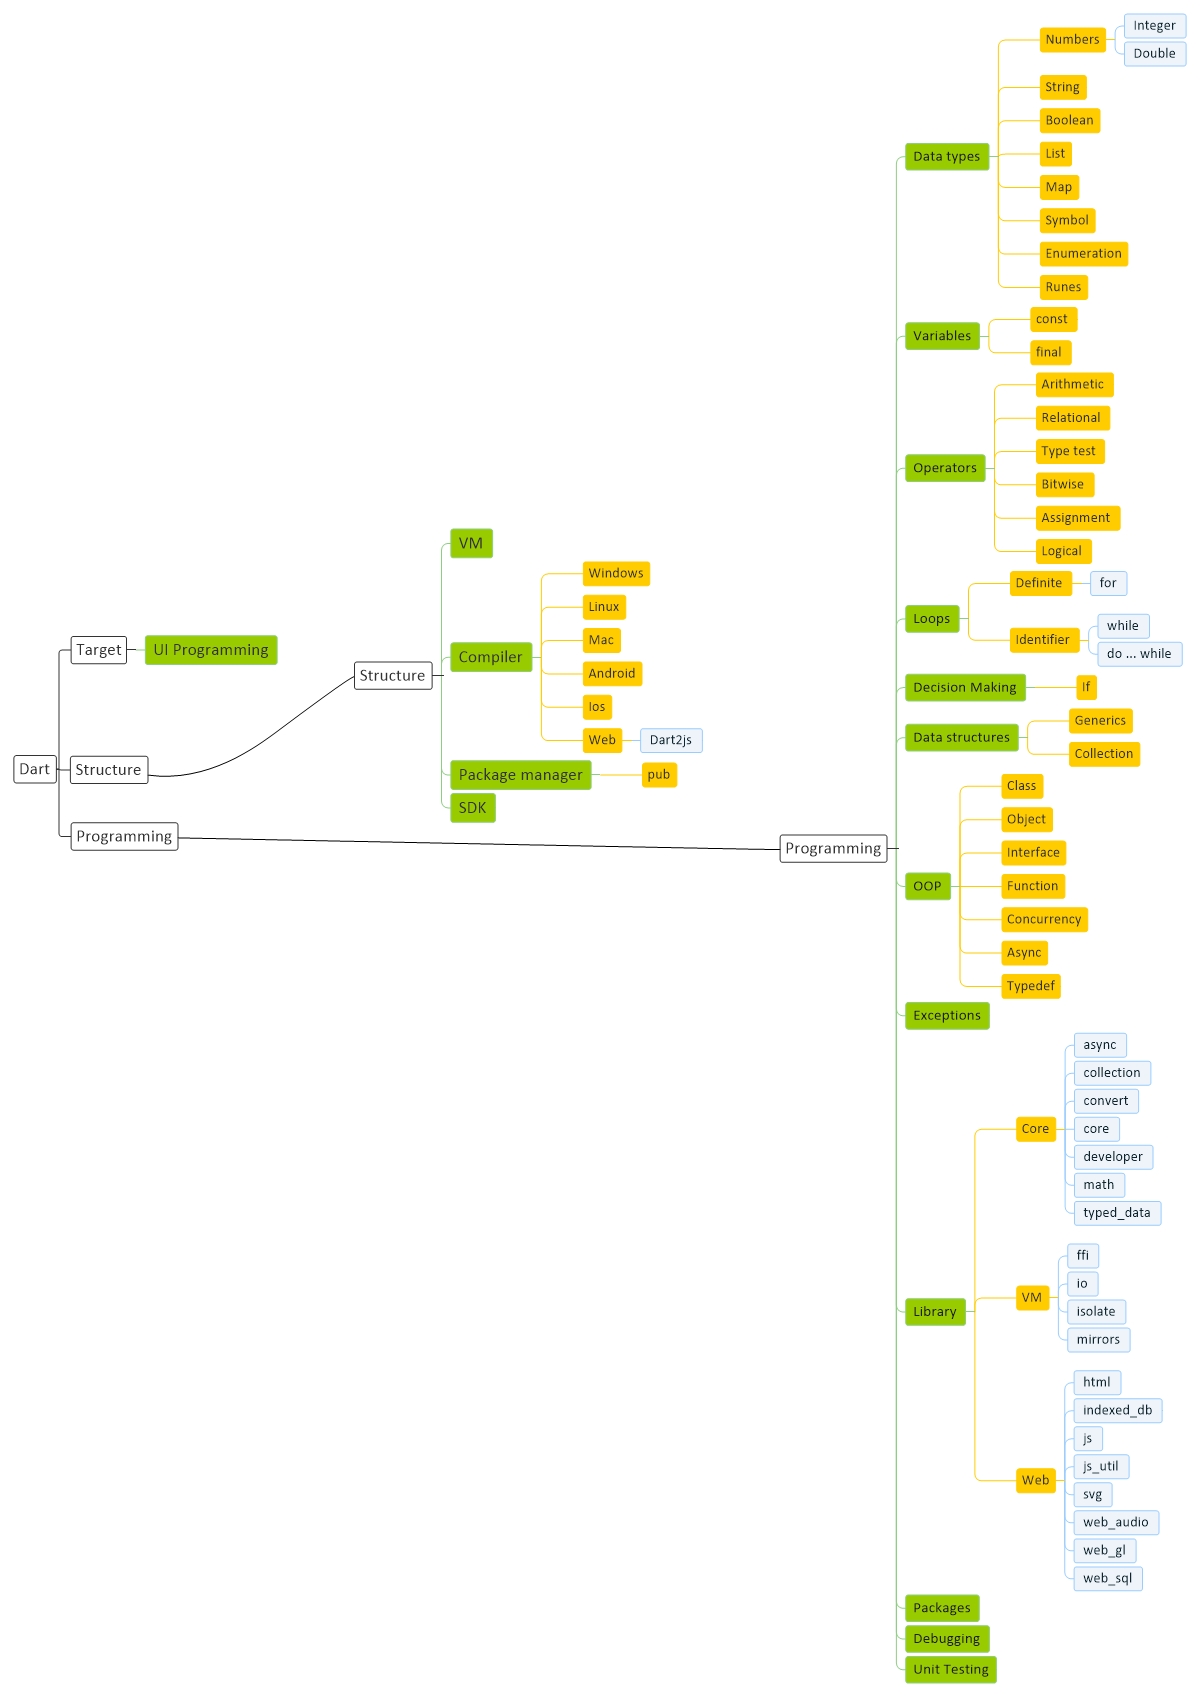 Dart
Target
UI Programming
Structure
Programming
Structure
VM
Compiler
Windows
Linux
Mac
Android
Ios
Web
Dart2js
Package manager
pub
SDK
Programming
Data types
Numbers
Integer
Double
String
Boolean
List
Map
Symbol
Enumeration
Runes
Variables
const
final
Operators
Arithmetic
Relational
Type test
Bitwise
Assignment
Logical
Loops
Definite
for
Identifier
while
do ... while
Decision Making
If
Data structures
Generics
Collection
OOP
Class
Object
Interface
Function
Concurrency
Async
Typedef
Exceptions
Library
Core
async
collection
convert
core
developer
math
typed_data
VM
ffi
io
isolate
mirrors
Web
html
indexed_db
js
js_util
svg
web_audio
web_gl
web_sql
Packages
Debugging
Unit Testing